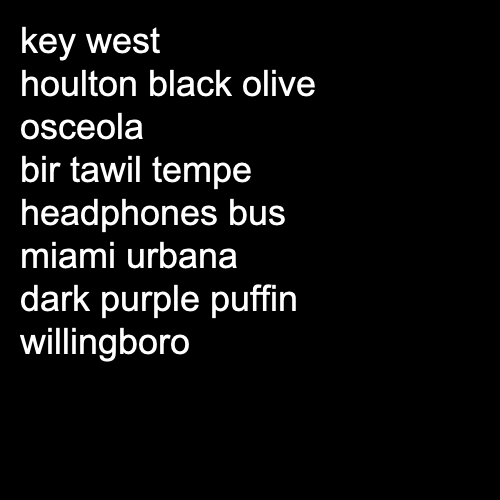 key west
houlton black olive
osceola
bir tawil tempe
headphones bus
miami urbana
dark purple puffin
willingboro